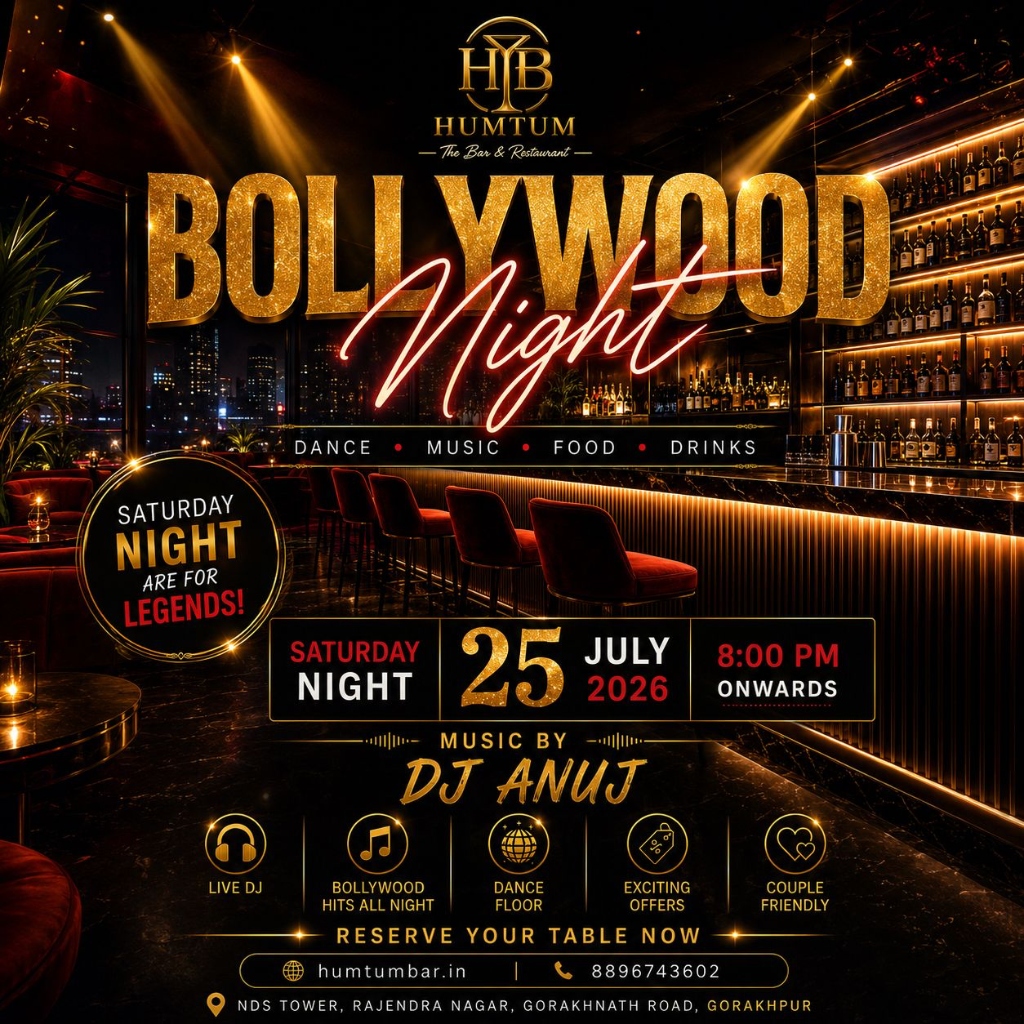 HYB
HUMTUM
The Bar & Restaurant
BOLLYWOOD
Night
DANCE • MUSIC • FOOD • DRINKS
SATURDAY
NIGHT
ARE FOR
LEGENDS!
SATURDAY
NIGHT
25
JULY
2026
8:00 PM
ONWARDS
MUSIC BY
DJ ANUJ
LIVE DJ
BOLLYWOOD
HITS ALL NIGHT
DANCE
FLOOR
EXCITING
OFFERS
COUPLE
FRIENDLY
RESERVE YOUR TABLE NOW
humtumbar.in | 8896743602
NDS TOWER, RAJENDRA NAGAR, GORAKHNATH ROAD, GORAKHPUR